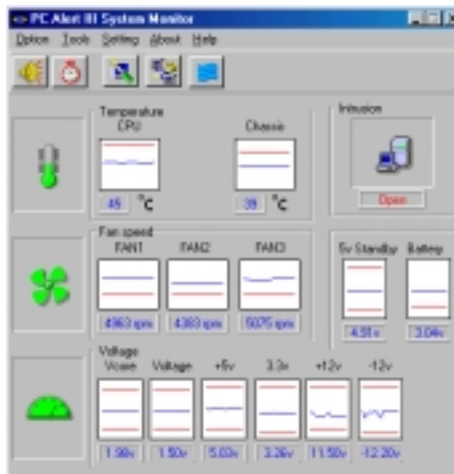 PC Alert III System Monitor
Option Tools Setting About Help
Temperature
CPU
Chassis
45 °C
39 °C
Intrusion
Open
Fan speed
FAN1 FAN2 FAN3
4963 rpm 4383 rpm 5075 rpm
5v Standby Battery
4.91v 3.04v
Voltage
Vcore Voltage +5v 3.3v +12v -12v
1.98v 1.50v 5.03v 3.26v 11.50v -12.20v